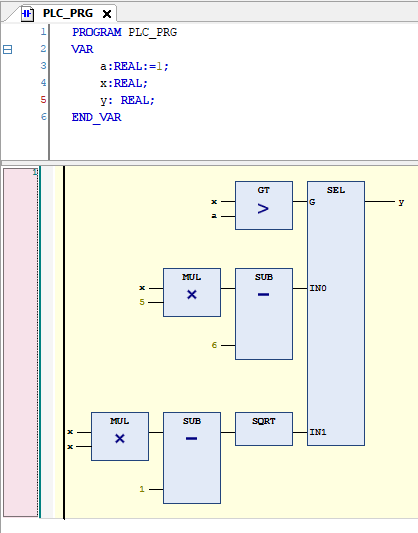 PLC_PRG
1 PROGRAM PLC_PRG
2 VAR
3 a:REAL:=1;
4 x:REAL;
5 y: REAL;
6 END_VAR
1
GT SEL
x > G y
a
MUL SUB
x × − IN0
5
6
MUL SUB SQRT
x × − IN1
x
1